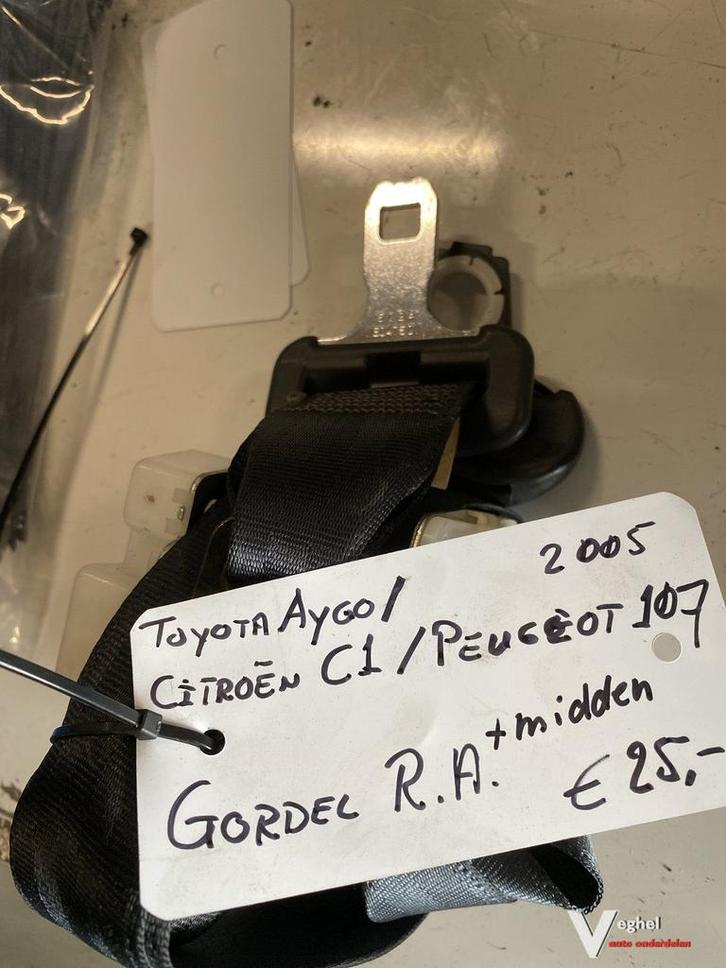 2005
TOYOTA AYGO/
CITROËN C1/PEUGEOT 107
GORDEL R.A. + midden
€ 25,-
Veghel
auto onderdelen